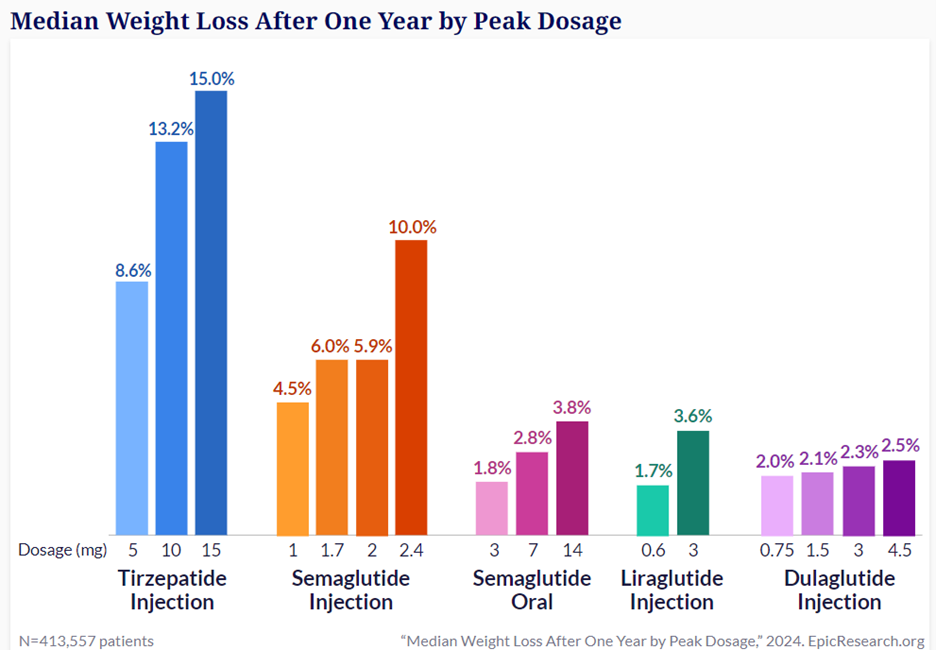 Median Weight Loss After One Year by Peak Dosage
15.0%
13.2%
8.6%
10.0%
6.0% 5.9%
4.5%
3.8%
2.8%
1.8%
3.6%
1.7%
2.0% 2.1% 2.3% 2.5%
Dosage (mg) 5 10 15 1 1.7 2 2.4 3 7 14 0.6 3 0.75 1.5 3 4.5
Tirzepatide Injection
Semaglutide Injection
Semaglutide Oral
Liraglutide Injection
Dulaglutide Injection
N=413,557 patients
“Median Weight Loss After One Year by Peak Dosage,” 2024. EpicResearch.org